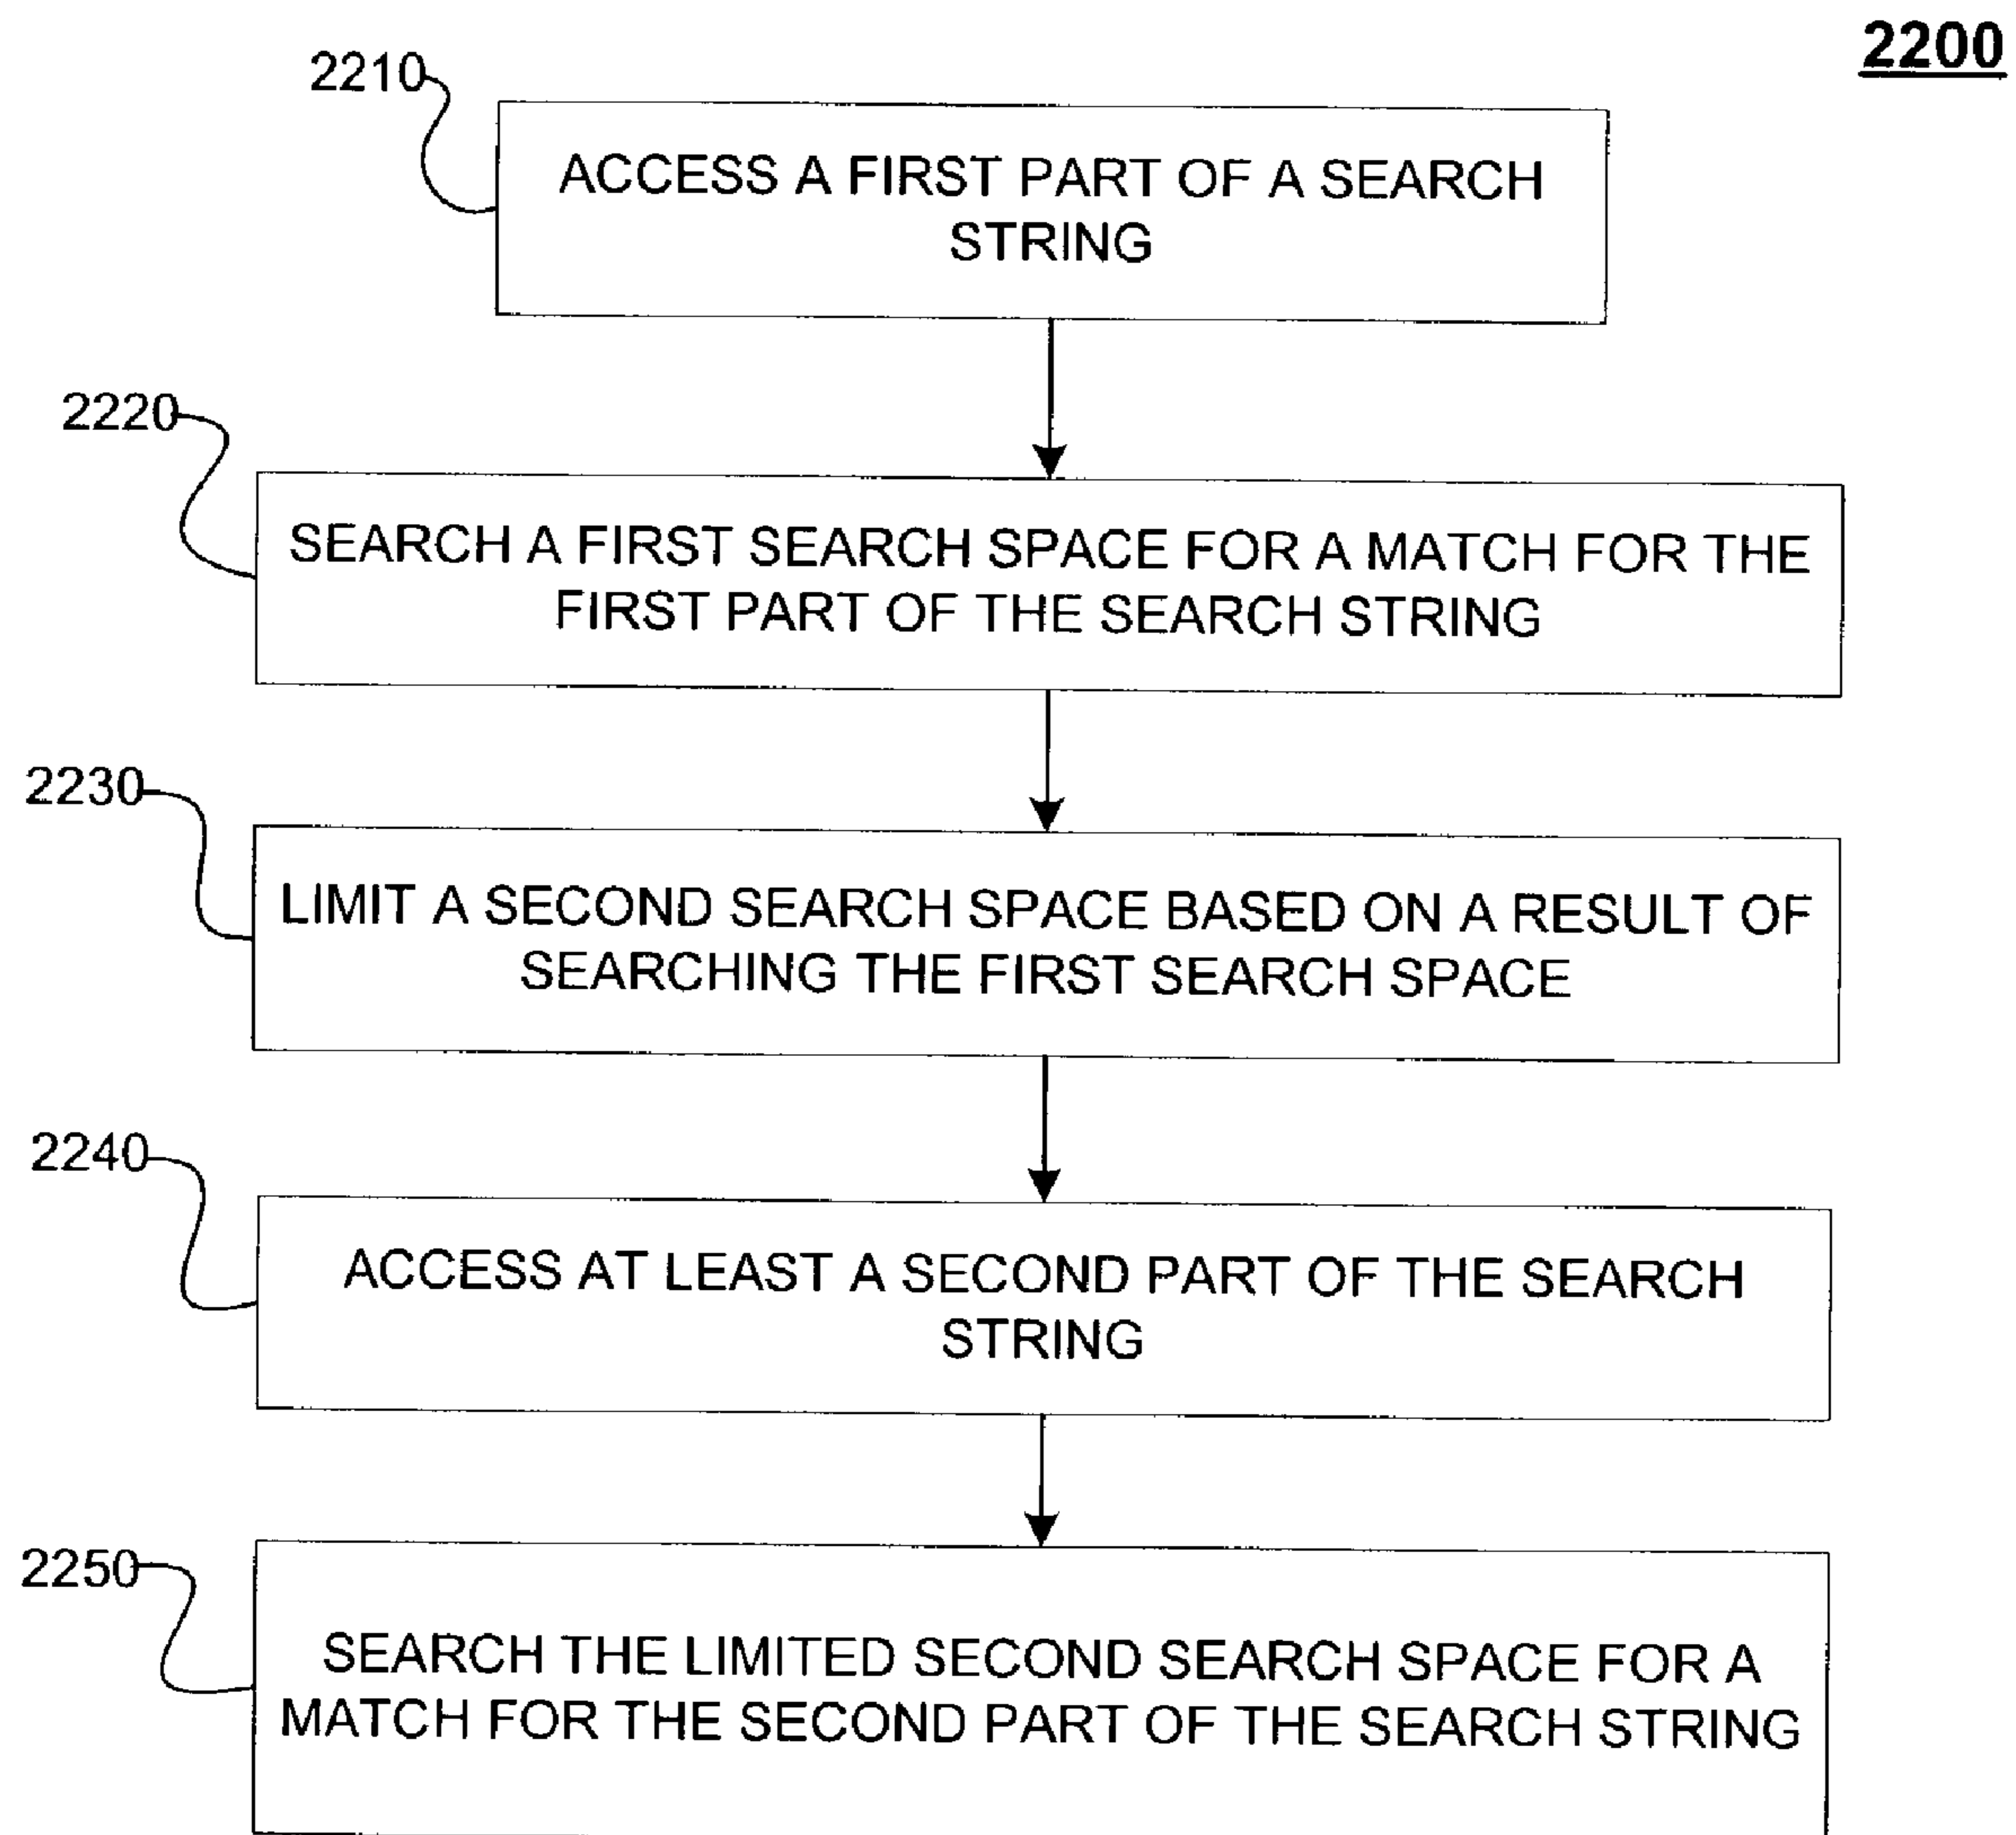 2200
2210
ACCESS A FIRST PART OF A SEARCH
STRING
2220
SEARCH A FIRST SEARCH SPACE FOR A MATCH FOR THE
FIRST PART OF THE SEARCH STRING
2230
LIMIT A SECOND SEARCH SPACE BASED ON A RESULT OF
SEARCHING THE FIRST SEARCH SPACE
2240
ACCESS AT LEAST A SECOND PART OF THE SEARCH
STRING
2250
SEARCH THE LIMITED SECOND SEARCH SPACE FOR A
MATCH FOR THE SECOND PART OF THE SEARCH STRING